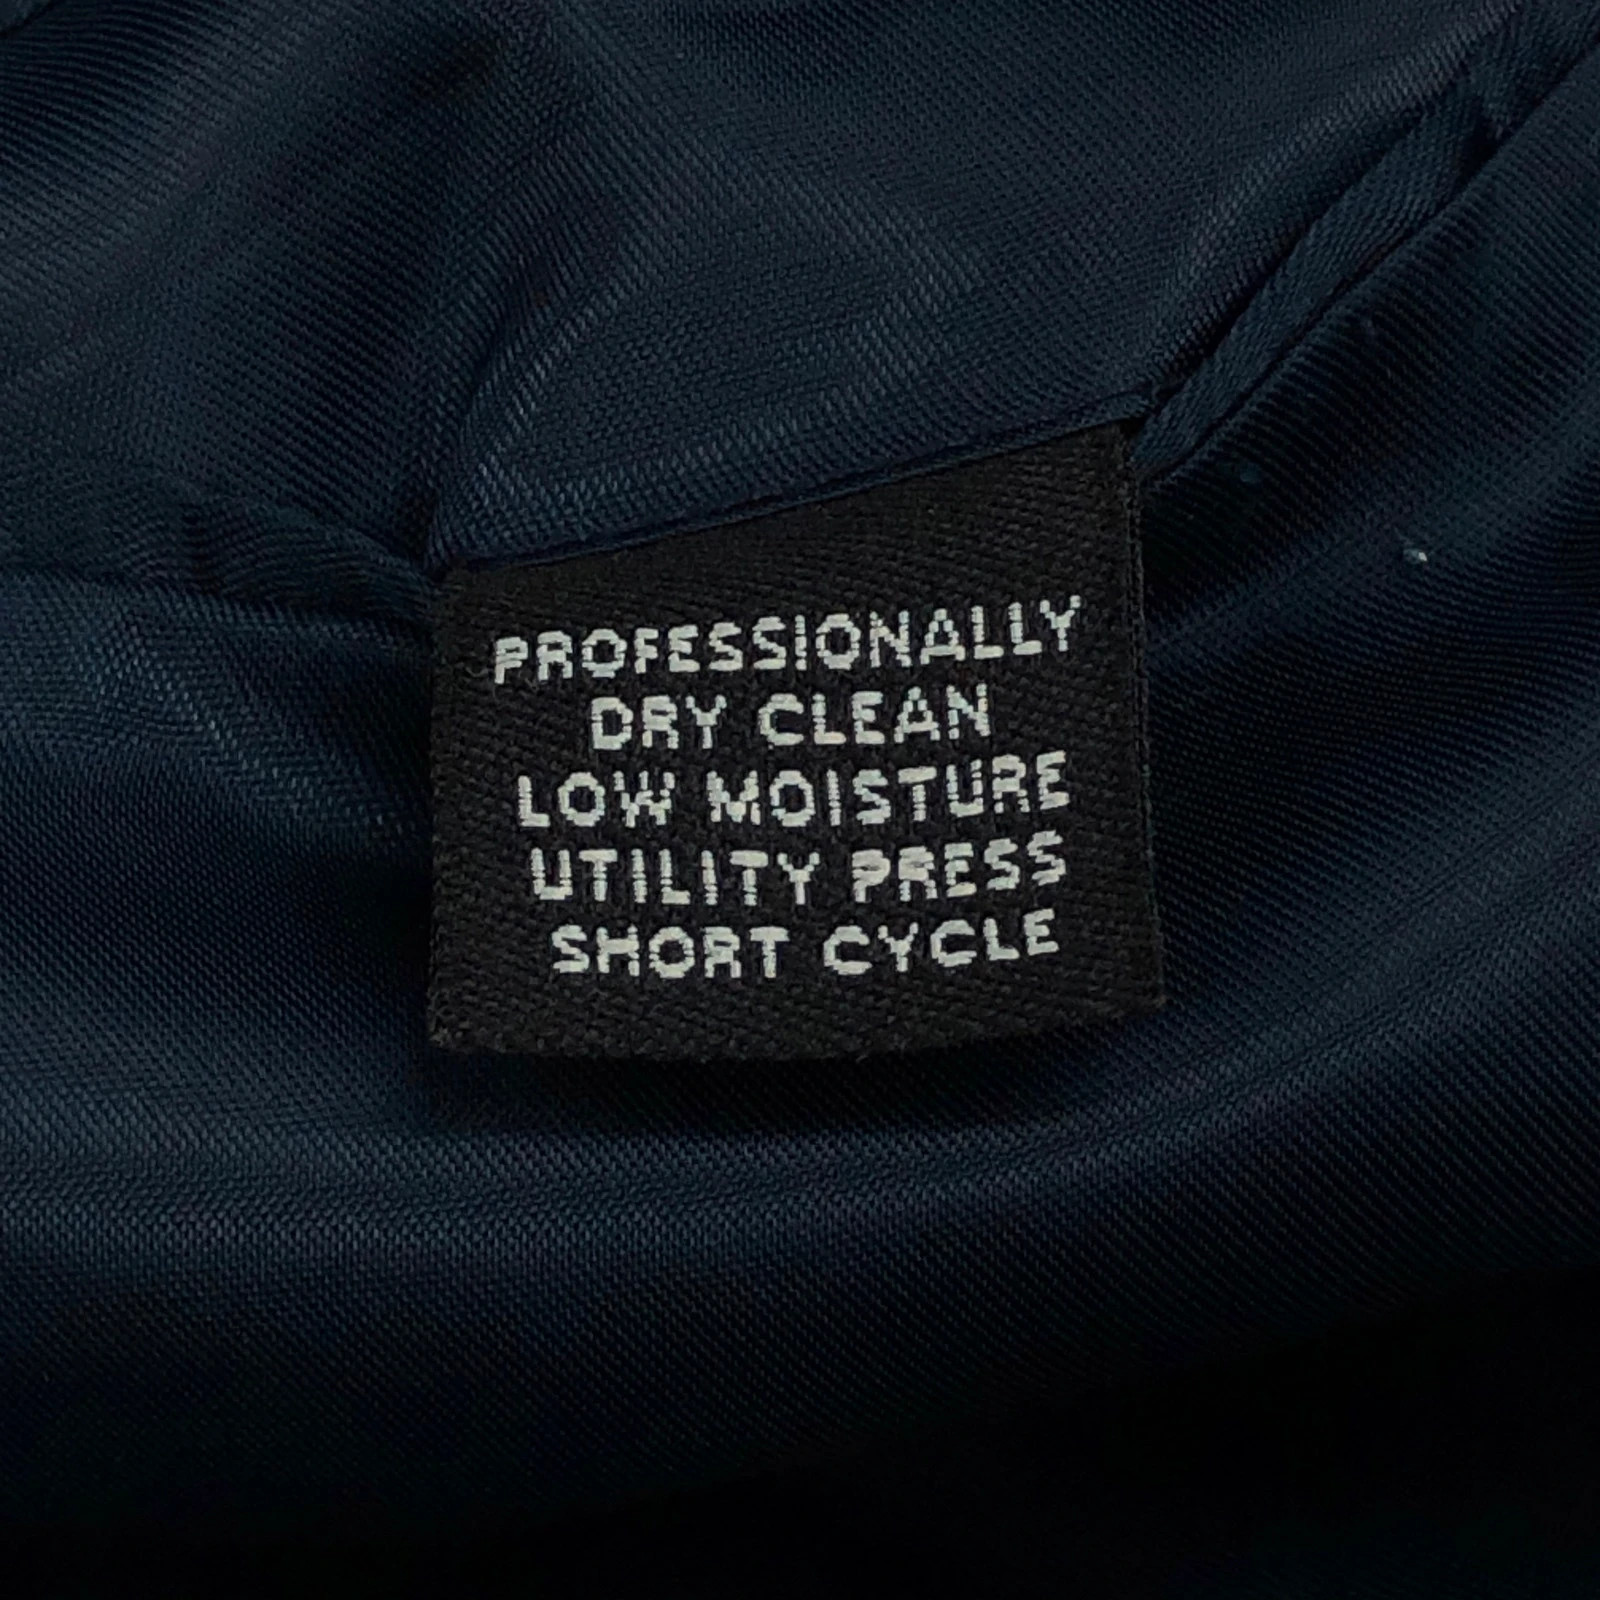 PROFESSIONALLY
DRY CLEAN
LOW MOISTURE
UTILITY PRESS
SHORT CYCLE